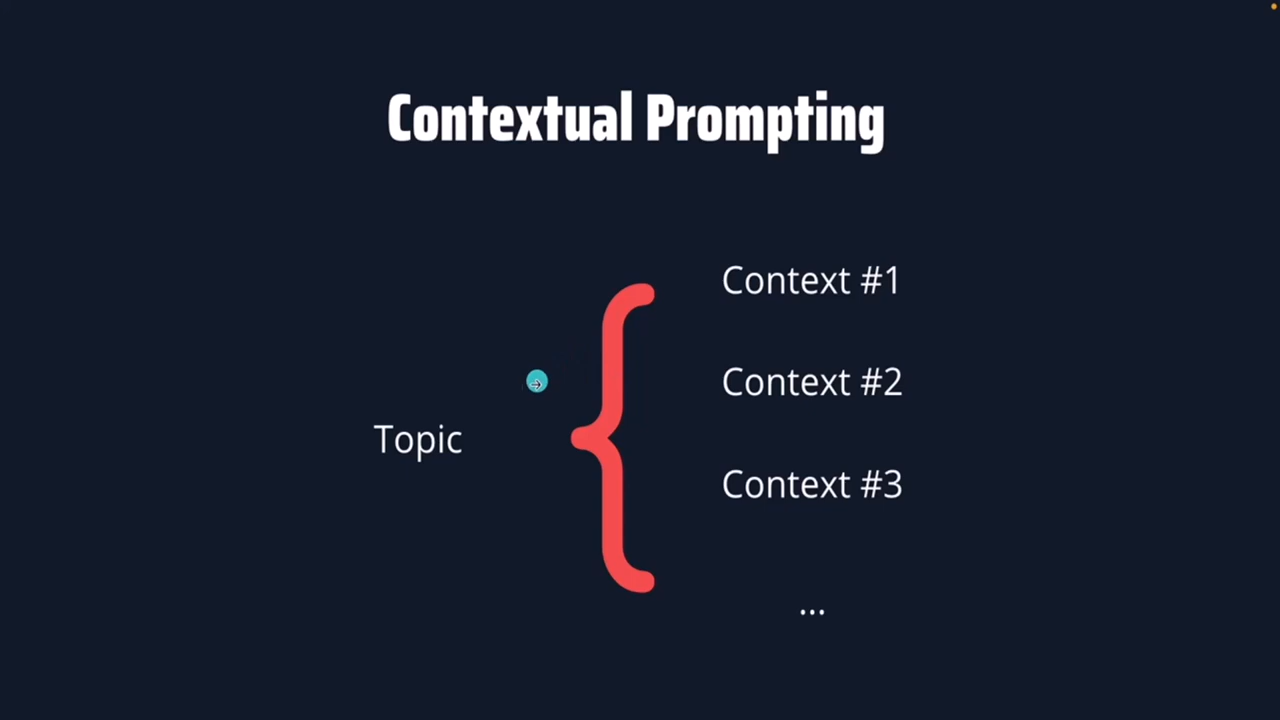 Contextual Prompting
Context #1
Context #2
Topic
Context #3
...